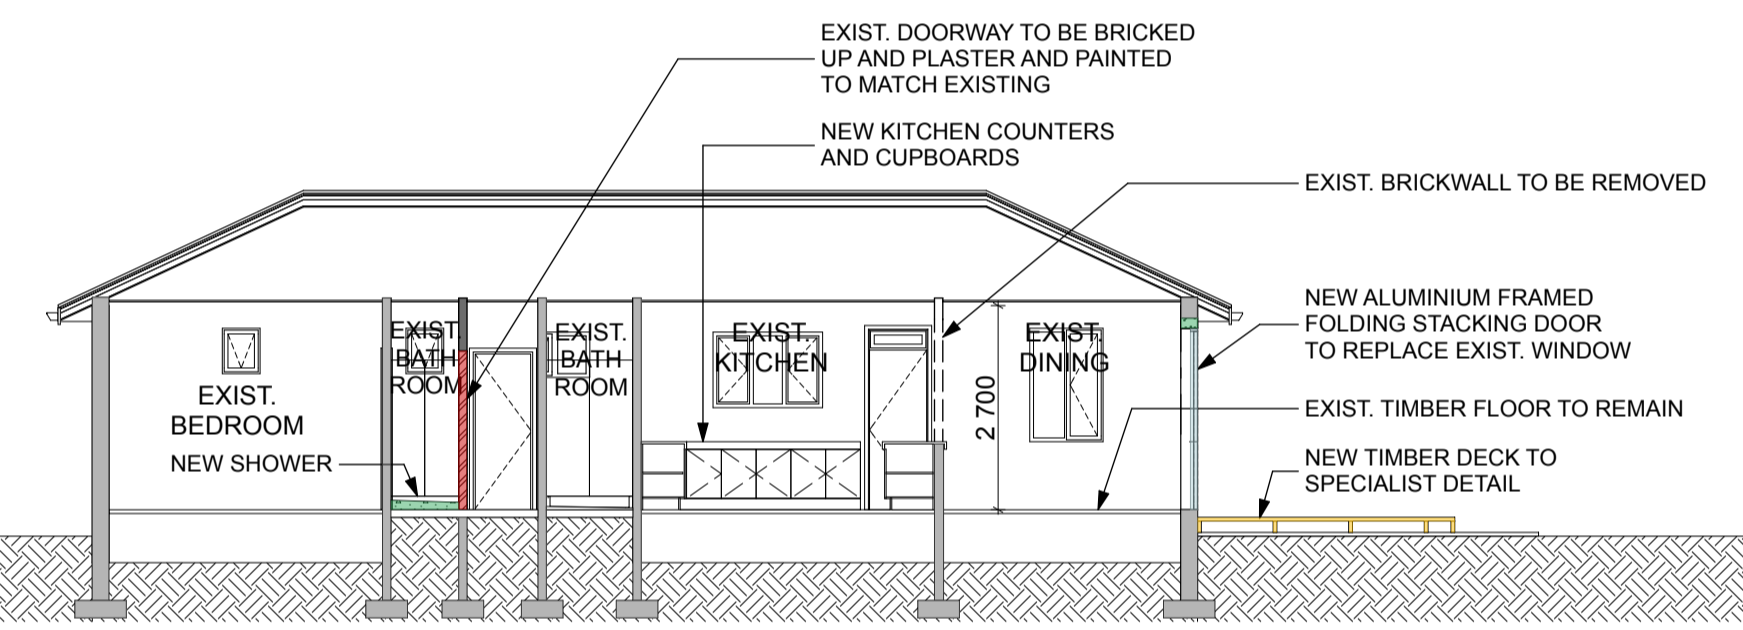 EXIST. DOORWAY TO BE BRICKED
UP AND PLASTER AND PAINTED
TO MATCH EXISTING
NEW KITCHEN COUNTERS
AND CUPBOARDS
EXIST. BRICKWALL TO BE REMOVED
NEW ALUMINIUM FRAMED
FOLDING STACKING DOOR
TO REPLACE EXIST. WINDOW
EXIST. TIMBER FLOOR TO REMAIN
NEW TIMBER DECK TO
SPECIALIST DETAIL
EXIST.
BEDROOM
NEW SHOWER
EXIST.
BATH
ROOM
EXIST.
BATH
ROOM
EXIST.
KITCHEN
EXIST.
DINING
2 700